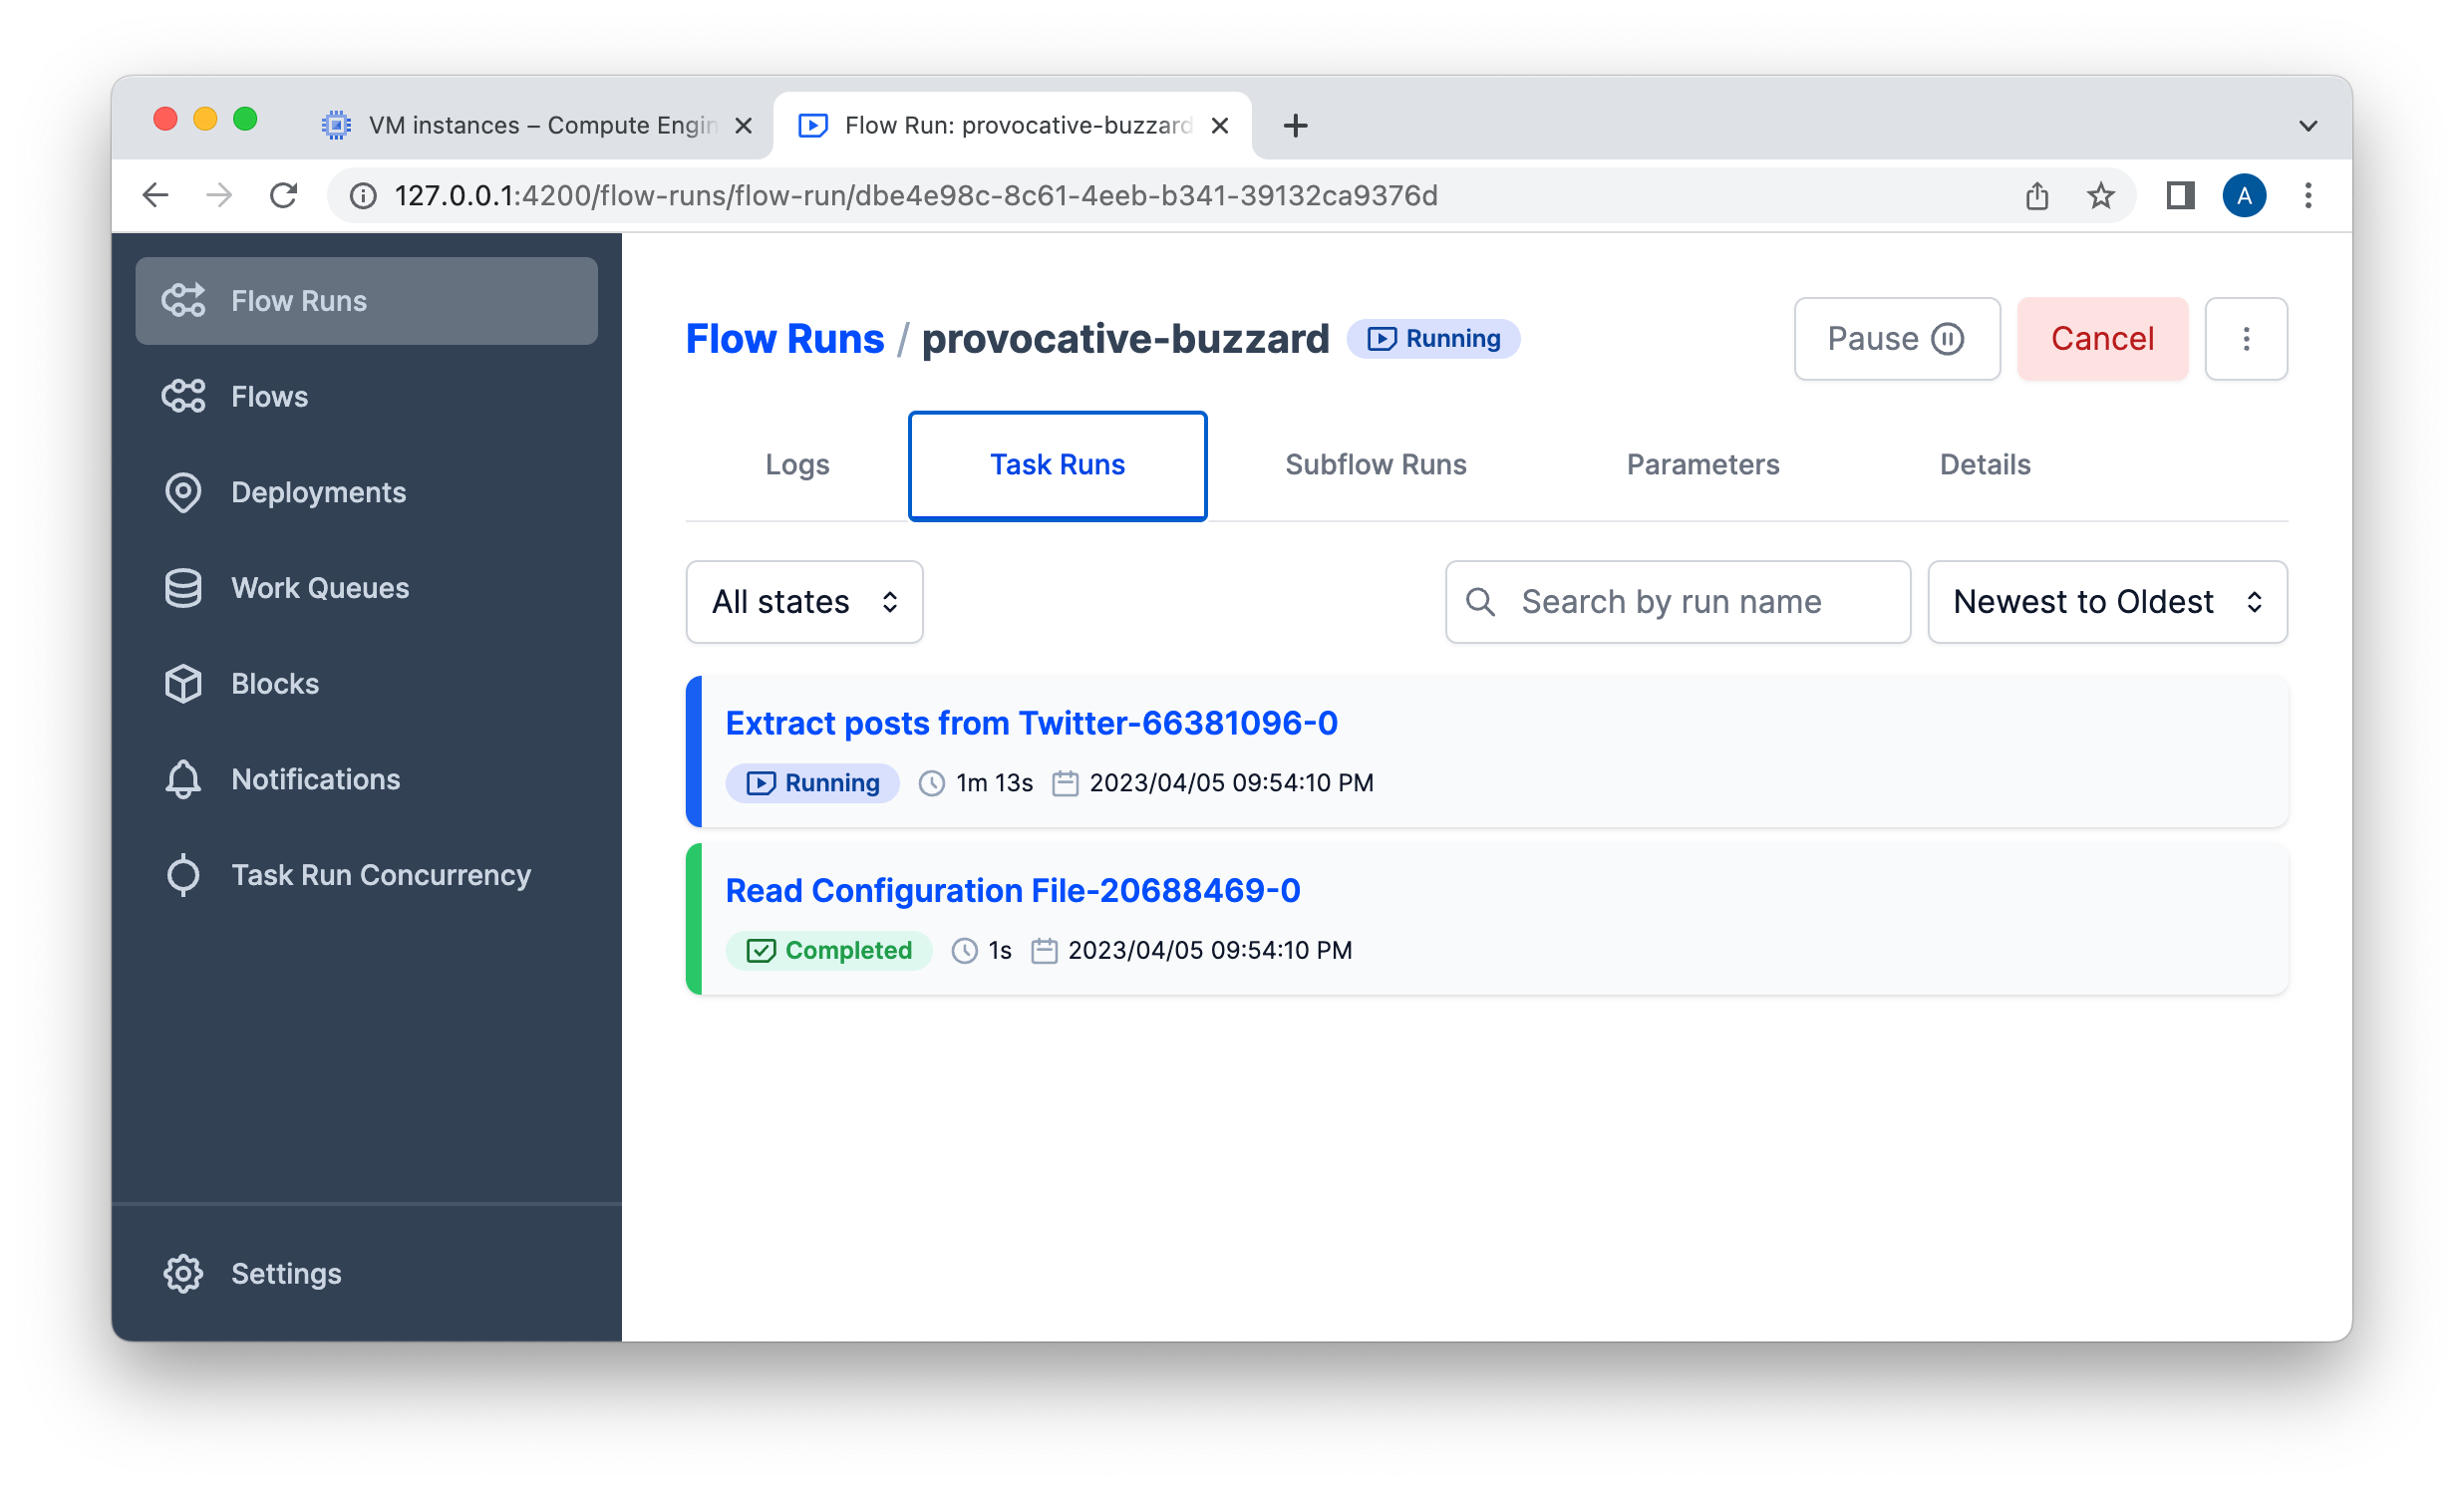 VM instances – Compute Engin
Flow Run: provocative-buzzard
127.0.0.1:4200/flow-runs/flow-run/dbe4e98c-8c61-4eeb-b341-39132ca9376d
A
Flow Runs
Flows
Deployments
Work Queues
Blocks
Notifications
Task Run Concurrency
Settings
Flow Runs / provocative-buzzard Running
Pause Cancel
Logs Task Runs Subflow Runs Parameters Details
All states Search by run name Newest to Oldest
Extract posts from Twitter-66381096-0
Running 1m 13s 2023/04/05 09:54:10 PM
Read Configuration File-20688469-0
Completed 1s 2023/04/05 09:54:10 PM